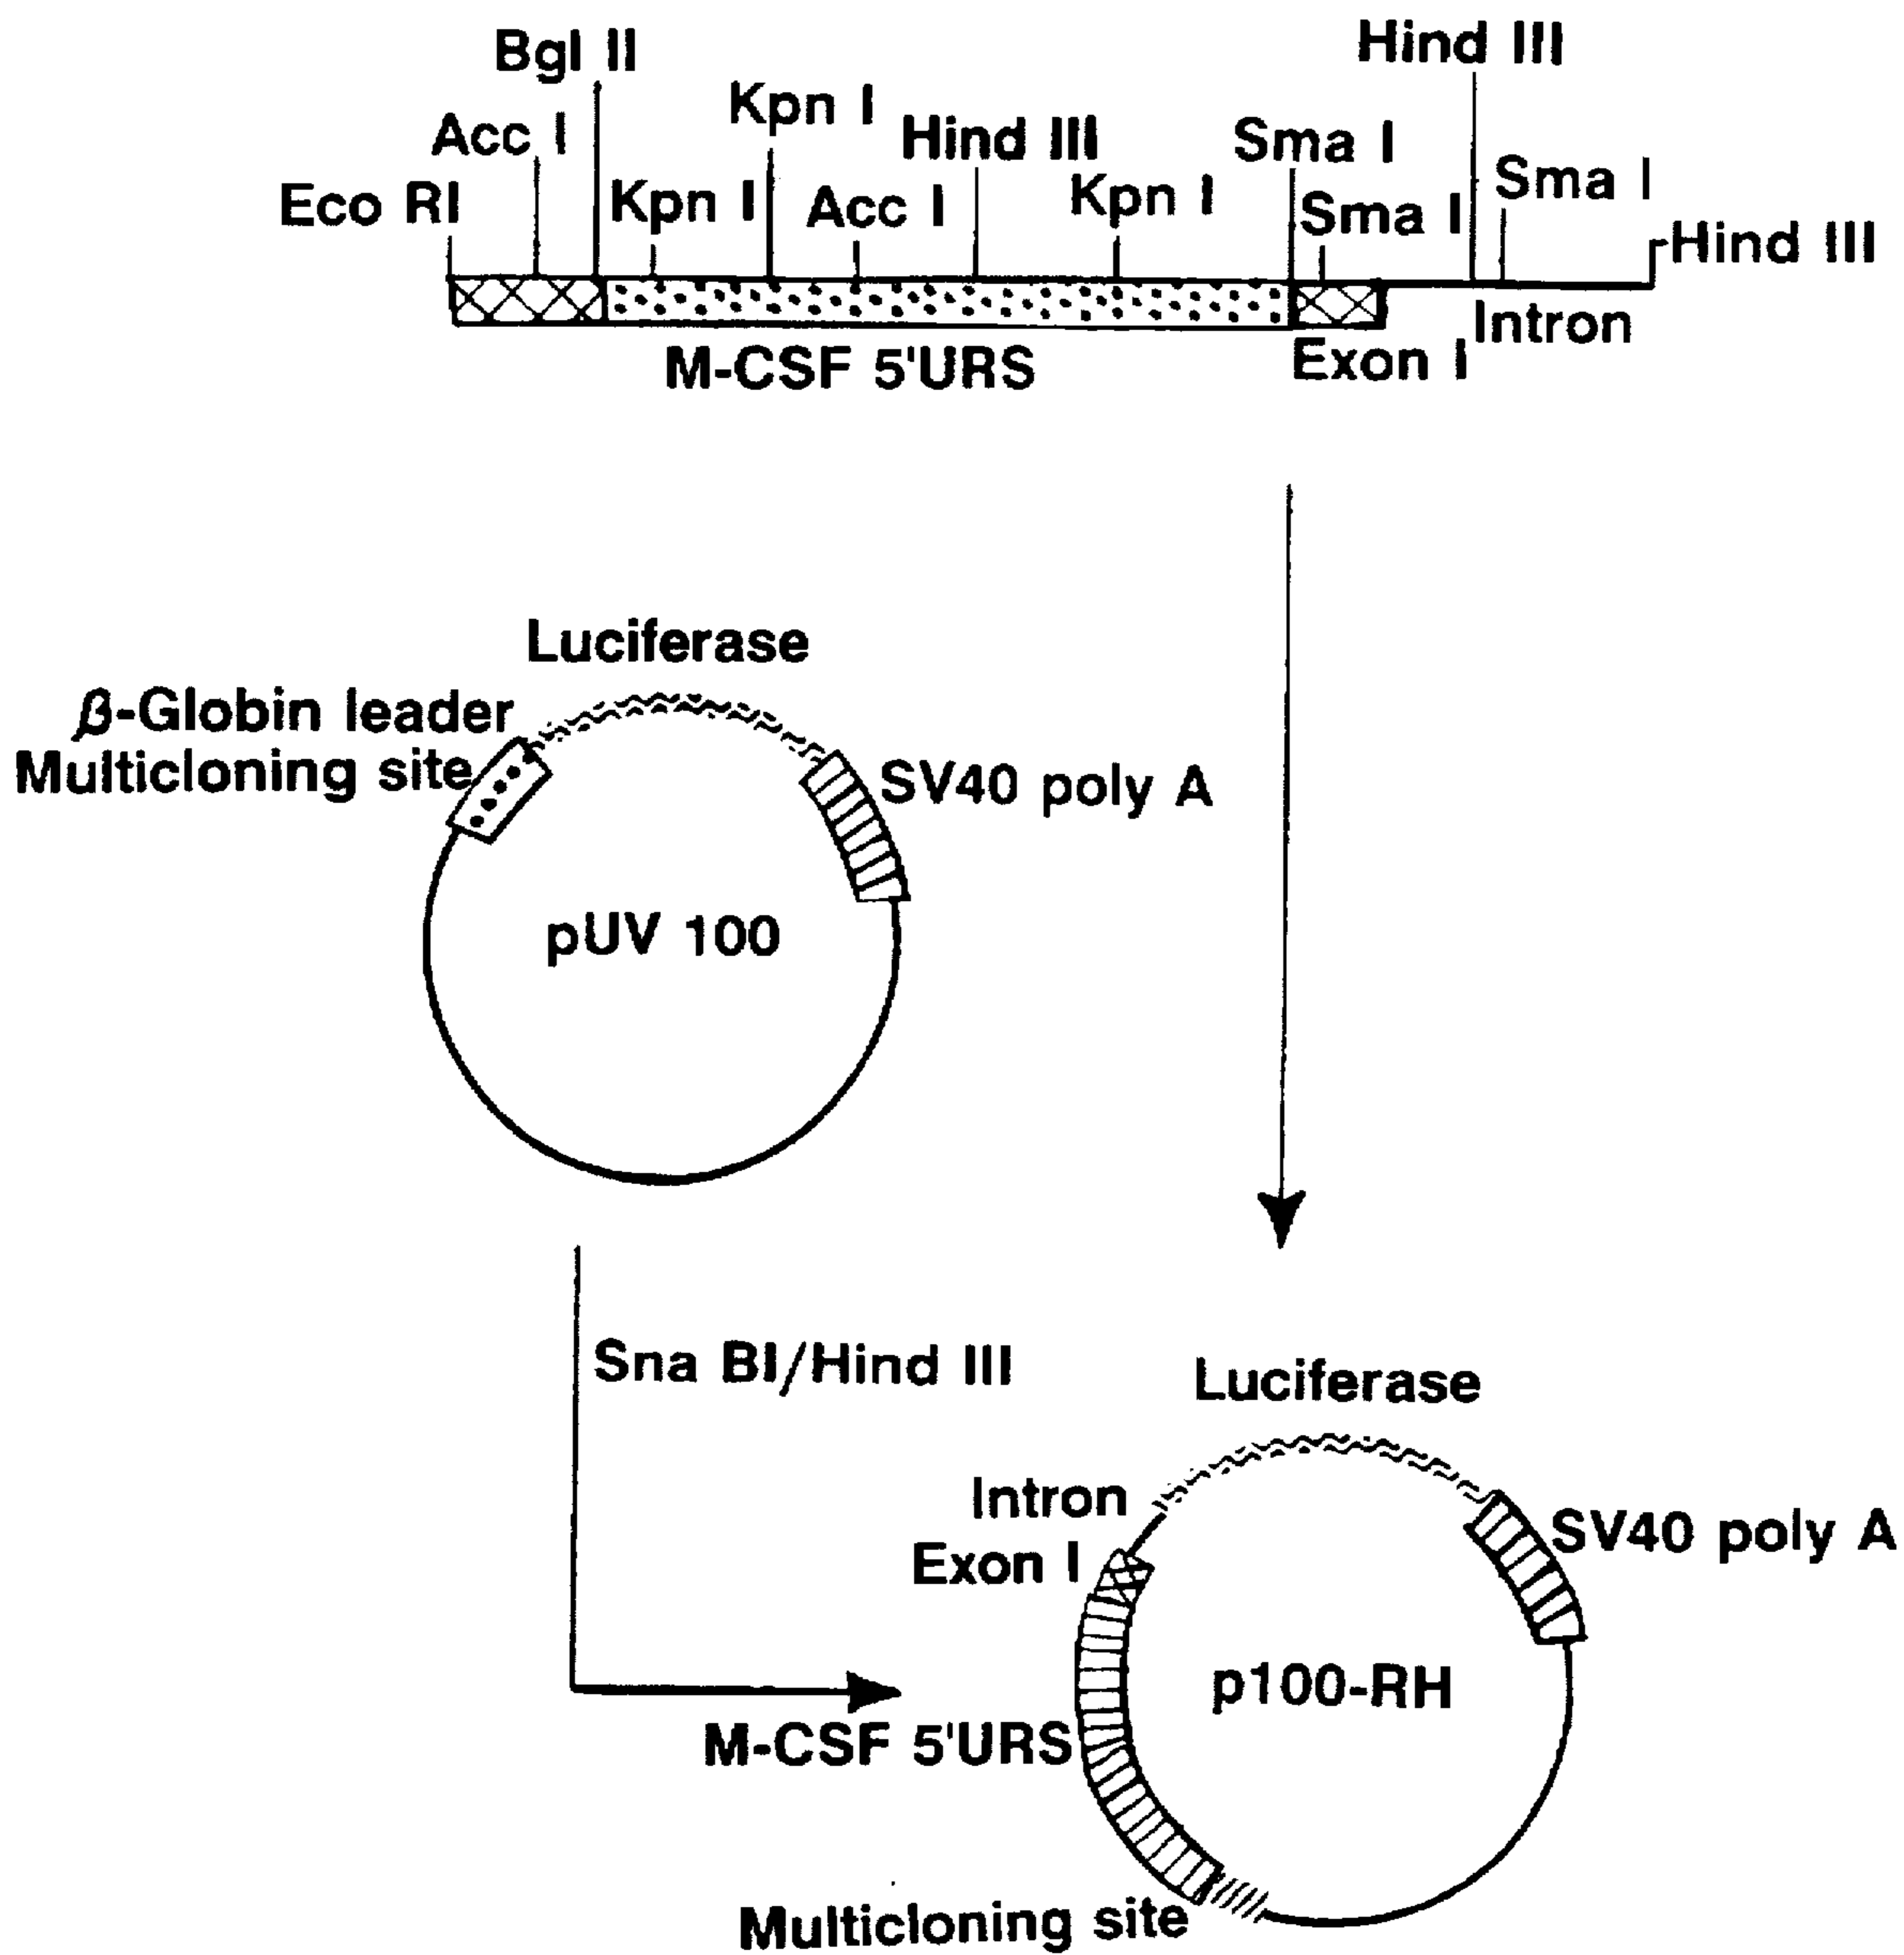 Bgl II
Hind III
Kpn I
Acc I
Hind III
Sma I
Eco RI
Kpn I
Acc I
Kpn I
Sma I
Sma I
Hind III
M-CSF 5'URS
Exon I
Intron
Luciferase
β-Globin leader
Multicloning site
SV40 poly A
pUV 100
Sna BI/Hind III
Luciferase
Intron
Exon I
SV40 poly A
p100-RH
M-CSF 5'URS
Multicloning site